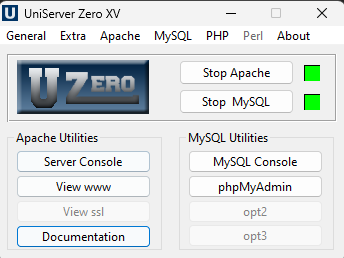 UniServer Zero XV
General Extra Apache MySQL PHP Perl About
U ZERO
Stop Apache
Stop MySQL
Apache Utilities
MySQL Utilities
Server Console
MySQL Console
View www
phpMyAdmin
View ssl
opt2
Documentation
opt3